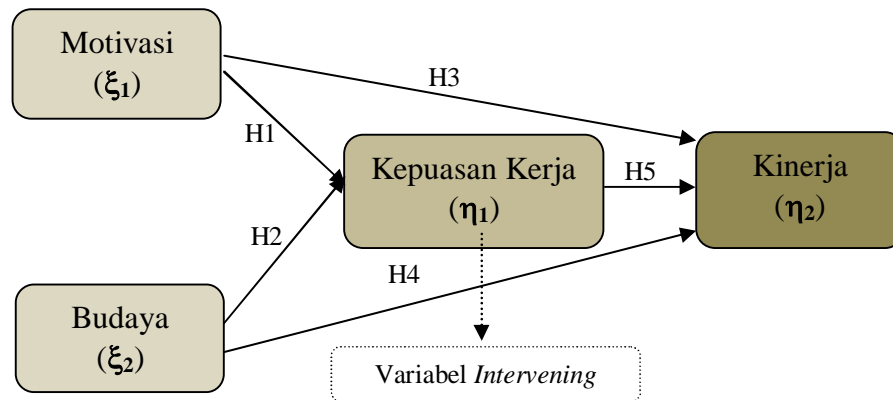 Motivasi
(ξ1)
H3
H1
Kepuasan Kerja
(η1)
H5
Kinerja
(η2)
H2
H4
Budaya
(ξ2)
Variabel Intervening